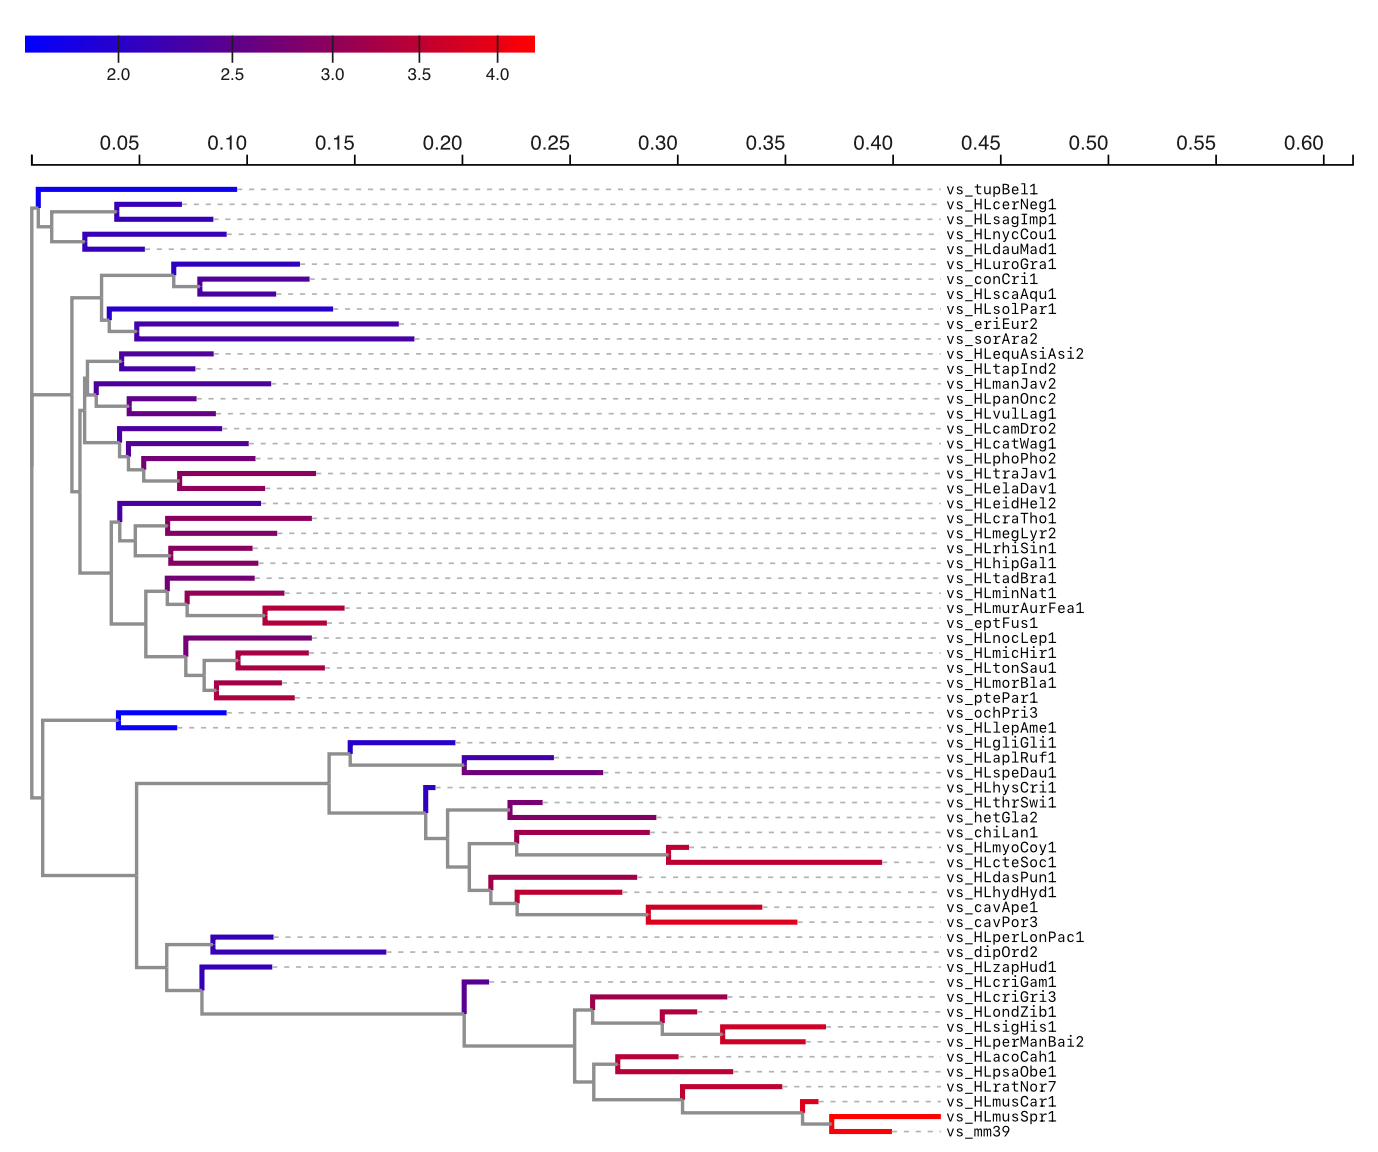 2.0 2.5 3.0 3.5 4.0
0.05 0.10 0.15 0.20 0.25 0.30 0.35 0.40 0.45 0.50 0.55 0.60
vs_tupBel1
vs_HLcerNeg1
vs_HLsagImp1
vs_HLnycCou1
vs_HLdauMad1
vs_HLuroGra1
vs_conCri1
vs_HLscaAqu1
vs_HLsolPar1
vs_eriEur2
vs_sorAra2
vs_HLequAsiAsi2
vs_HLtapInd2
vs_HLmanJav2
vs_HLpanOnc2
vs_HLvulLag1
vs_HLcamDro2
vs_HLcatWag1
vs_HLphoPho2
vs_HLtraJav1
vs_HLelaDav1
vs_HLeidHel2
vs_HLcraTho1
vs_HLmegLyr2
vs_HLrhiSin1
vs_HLhipGal1
vs_HLtadBra1
vs_HLminNat1
vs_HLmurAurFea1
vs_eptFus1
vs_HLnocLep1
vs_HLmicHir1
vs_HLtonSau1
vs_HLmorBla1
vs_ptePar1
vs_ochPri3
vs_HLlepAme1
vs_HLgliGli1
vs_HLaplRuf1
vs_HLspeDau1
vs_HLhysCri1
vs_HLthrSwi1
vs_hetGla2
vs_chiLan1
vs_HLmyoCoy1
vs_HLcteSoc1
vs_HLdasPun1
vs_HLhydHyd1
vs_cavApe1
vs_cavPor3
vs_HLperLonPac1
vs_dipOrd2
vs_HLzapHud1
vs_HLcriGam1
vs_HLcriGri3
vs_HLondZib1
vs_HLsigHis1
vs_HLperManBai2
vs_HLacoCah1
vs_HLpsaObe1
vs_HLratNor7
vs_HLmusCar1
vs_HLmusSpr1
vs_mm39